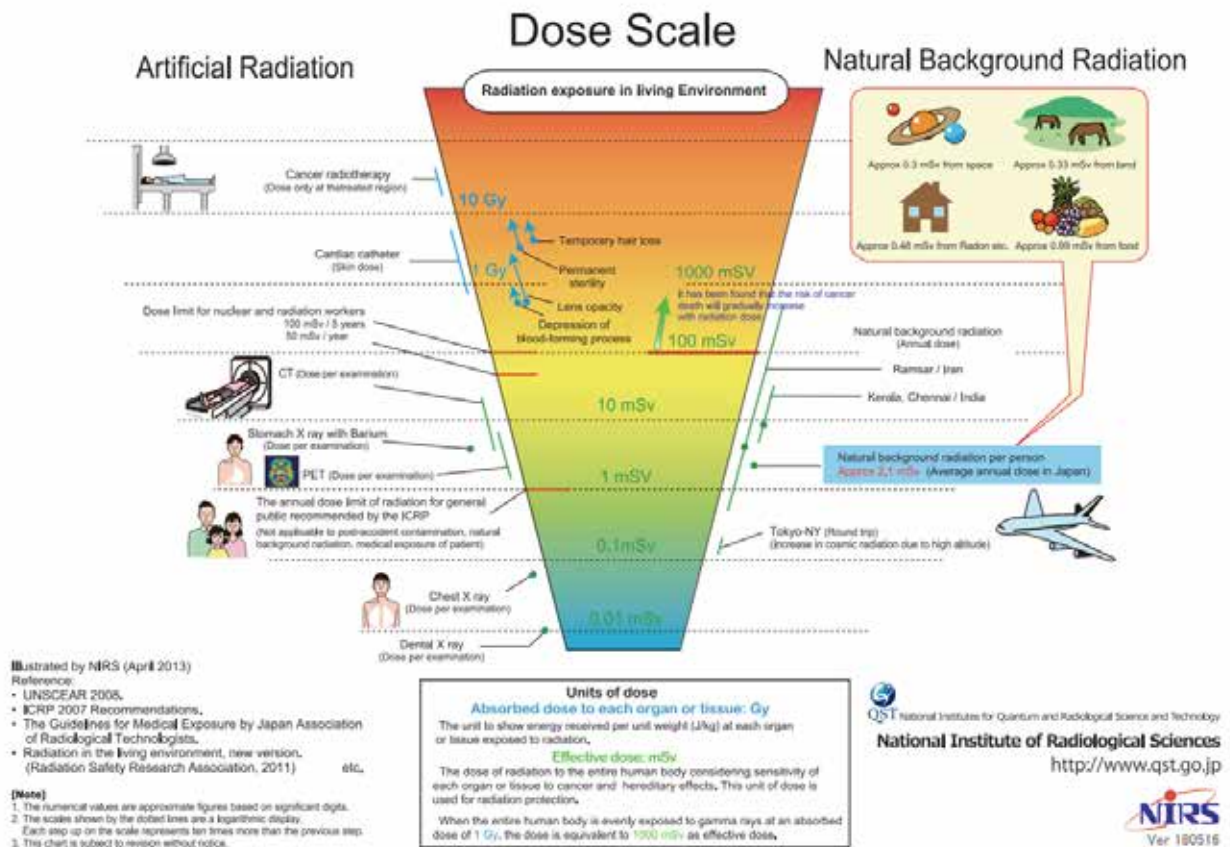 Dose Scale
Artificial Radiation
Natural Background Radiation
Radiation exposure in living Environment
Approx 0.3 mSv from space
Approx 0.33 mSv from land
Approx 0.48 mSv from Radon etc.
Approx 0.99 mSv from food
Cancer radiotherapy
(Dose only at thatreated region)
10 Gy
Temporary hair loss
Cardiac catheter
(Skin dose)
Permanent
sterility
1 Gy
1000 mSV
It has been found that the risk of cancer
death will gradually increase
with radiation dose
Lens opacity
Depression of
blood-forming process
100 mSv
Dose limit for nuclear and radiation workers
100 mSv / 5 years
50 mSv / year
Natural background radiation
(Annual dose)
Ramsar / Iran
CT (Dose per examination)
Kerala, Chennai / India
10 mSv
Stomach X ray with Barium
(Dose per examination)
PET (Dose per examination)
1 mSV
Natural background radiation per person
Approx 2.1 mSv (Average annual dose in Japan)
The annual dose limit of radiation for general
public recommended by the ICRP
(Not applicable to post-accident contamination, natural
background radiation, medical exposure of patient)
0.1mSv
Tokyo-NY (Round trip)
(Increase in cosmic radiation due to high altitude)
Chest X ray
(Dose per examination)
0.01 mSv
Dental X ray
(Dose per examination)
Illustrated by NIRS (April 2013)
Reference:
• UNSCEAR 2008.
• ICRP 2007 Recommendations.
• The Guidelines for Medical Exposure by Japan Association
of Radiological Technologists.
• Radiation in the living environment, new version.
(Radiation Safety Research Association, 2011) etc.
[Note]
1. The numerical values are approximate figures based on significant digits.
2. The scales shown by the dotted lines are a logarithmic display.
Each step up on the scale represents ten times more than the previous step.
3. This chart is subject to revision without notice.
Units of dose
Absorbed dose to each organ or tissue: Gy
The unit to show energy received per unit weight (J/kg) at each organ
or tissue exposed to radiation.
Effective dose: mSv
The dose of radiation to the entire human body considering sensitivity of
each organ or tissue to cancer and hereditary effects. This unit of dose is
used for radiation protection.
When the entire human body is evenly exposed to gamma rays at an absorbed
dose of 1 Gy, the dose is equivalent to 1000 mSv as effective dose.
QST National Institutes for Quantum and Radiological Science and Technology
National Institute of Radiological Sciences
http://www.qst.go.jp
NIRS
Ver 180516